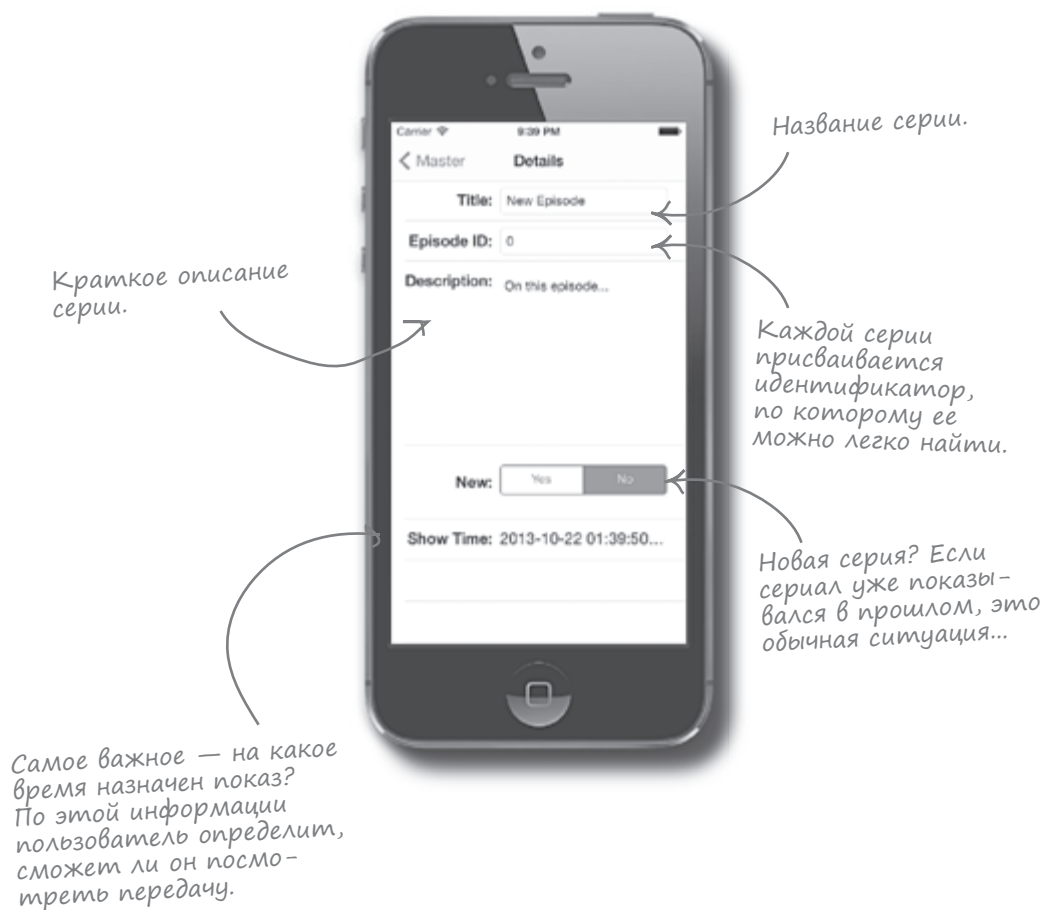 Название серии.
Carrier 9:39 PM
Master Details
Title: New Episode
Episode ID: 0
Description: On this episode...
Краткое описание
серии.
Каждой серии
присваивается
идентификатор,
по которому ее
можно легко найти.
New: Yes No
Show Time: 2013-10-22 01:39:50...
Новая серия? Если
сериал уже показы-
вался в прошлом, это
обычная ситуация...
Самое важное — на какое
время назначен показ?
По этой информации
пользователь определит,
сможет ли он посмо-
треть передачу.